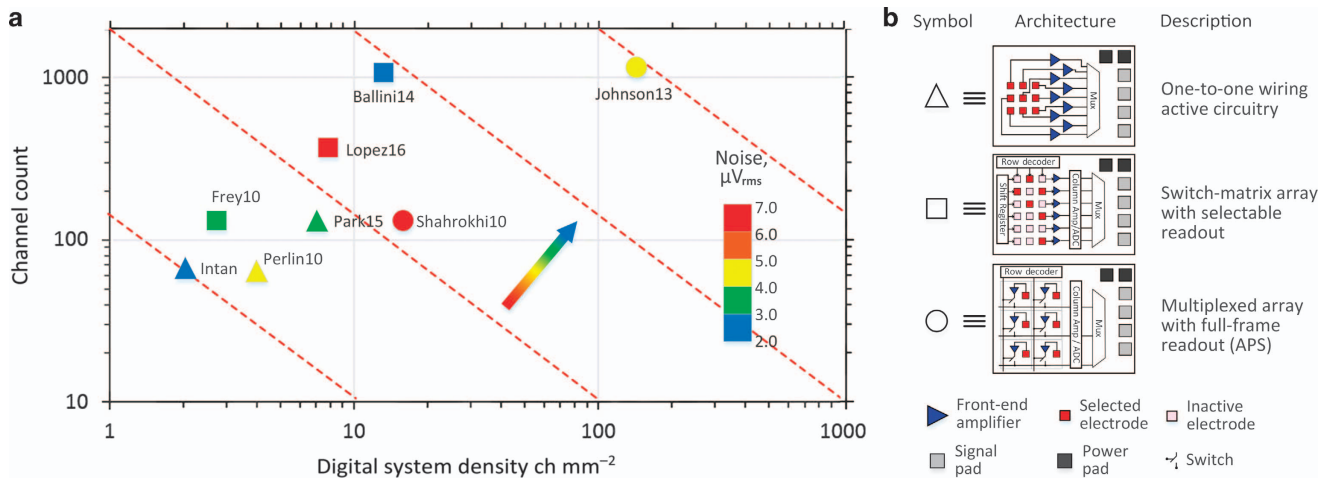 a
Channel count
1000
100
10
1
10
100
1000
Digital system density ch mm⁻²
Ballini14
Johnson13
Lopez16
Frey10
Park15
Shahrokhi10
Intan
Perlin10
Noise,
µVrms
7.0
6.0
5.0
4.0
3.0
2.0
b
Symbol Architecture Description
Mux
One-to-one wiring
active circuitry
Row decoder
Shift Register
Column Amp/ADC
Mux
Switch-matrix array
with selectable
readout
Row decoder
Column Amp / ADC
Mux
Multiplexed array
with full-frame
readout (APS)
Front-end
amplifier
Selected
electrode
Inactive
electrode
Signal
pad
Power
pad
Switch